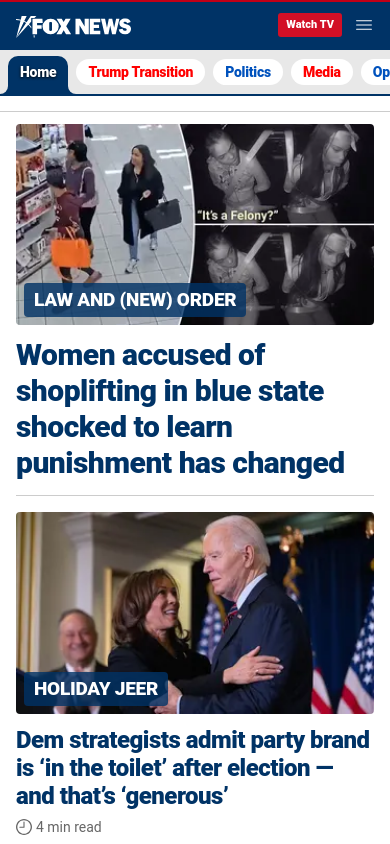 FOX NEWS
Watch TV
Home
Trump Transition
Politics
Media
Op
"It's a Felony?"
LAW AND (NEW) ORDER
Women accused of
shoplifting in blue state
shocked to learn
punishment has changed
HOLIDAY JEER
Dem strategists admit party brand
is ‘in the toilet’ after election —
and that’s ‘generous’
4 min read